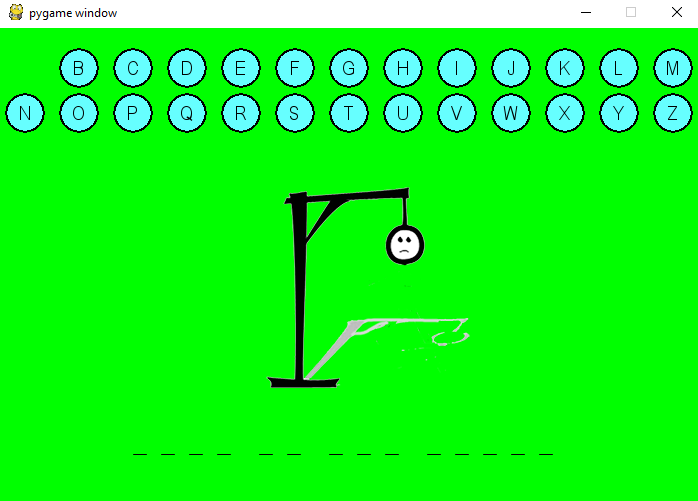 pygame window
B C D E F G H I J K L M
N O P Q R S T U V W X Y Z
_ _ _ _  _ _  _ _ _  _ _ _ _ _